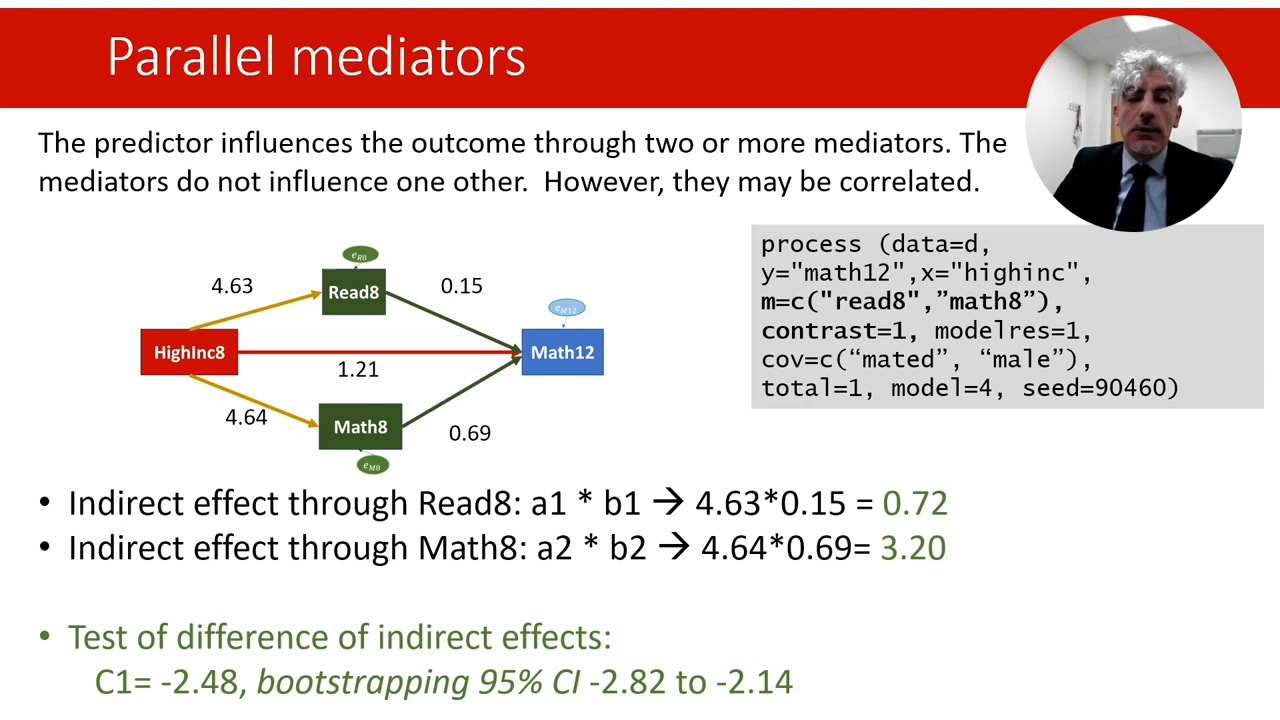 Parallel mediators
The predictor influences the outcome through two or more mediators. The
mediators do not influence one other.  However, they may be correlated.
process (data=d,
y="math12",x="highinc",
m=c("read8",”math8”),
contrast=1, modelres=1,
cov=c(“mated”, “male”),
total=1, model=4, seed=90460)
eR8
4.63
Read8
0.15
eM12
HighInc8
Math12
1.21
4.64
Math8
0.69
eM8
• Indirect effect through Read8: a1 * b1 → 4.63*0.15 = 0.72
• Indirect effect through Math8: a2 * b2 → 4.64*0.69= 3.20
• Test of difference of indirect effects:
C1= -2.48, bootstrapping 95% CI -2.82 to -2.14